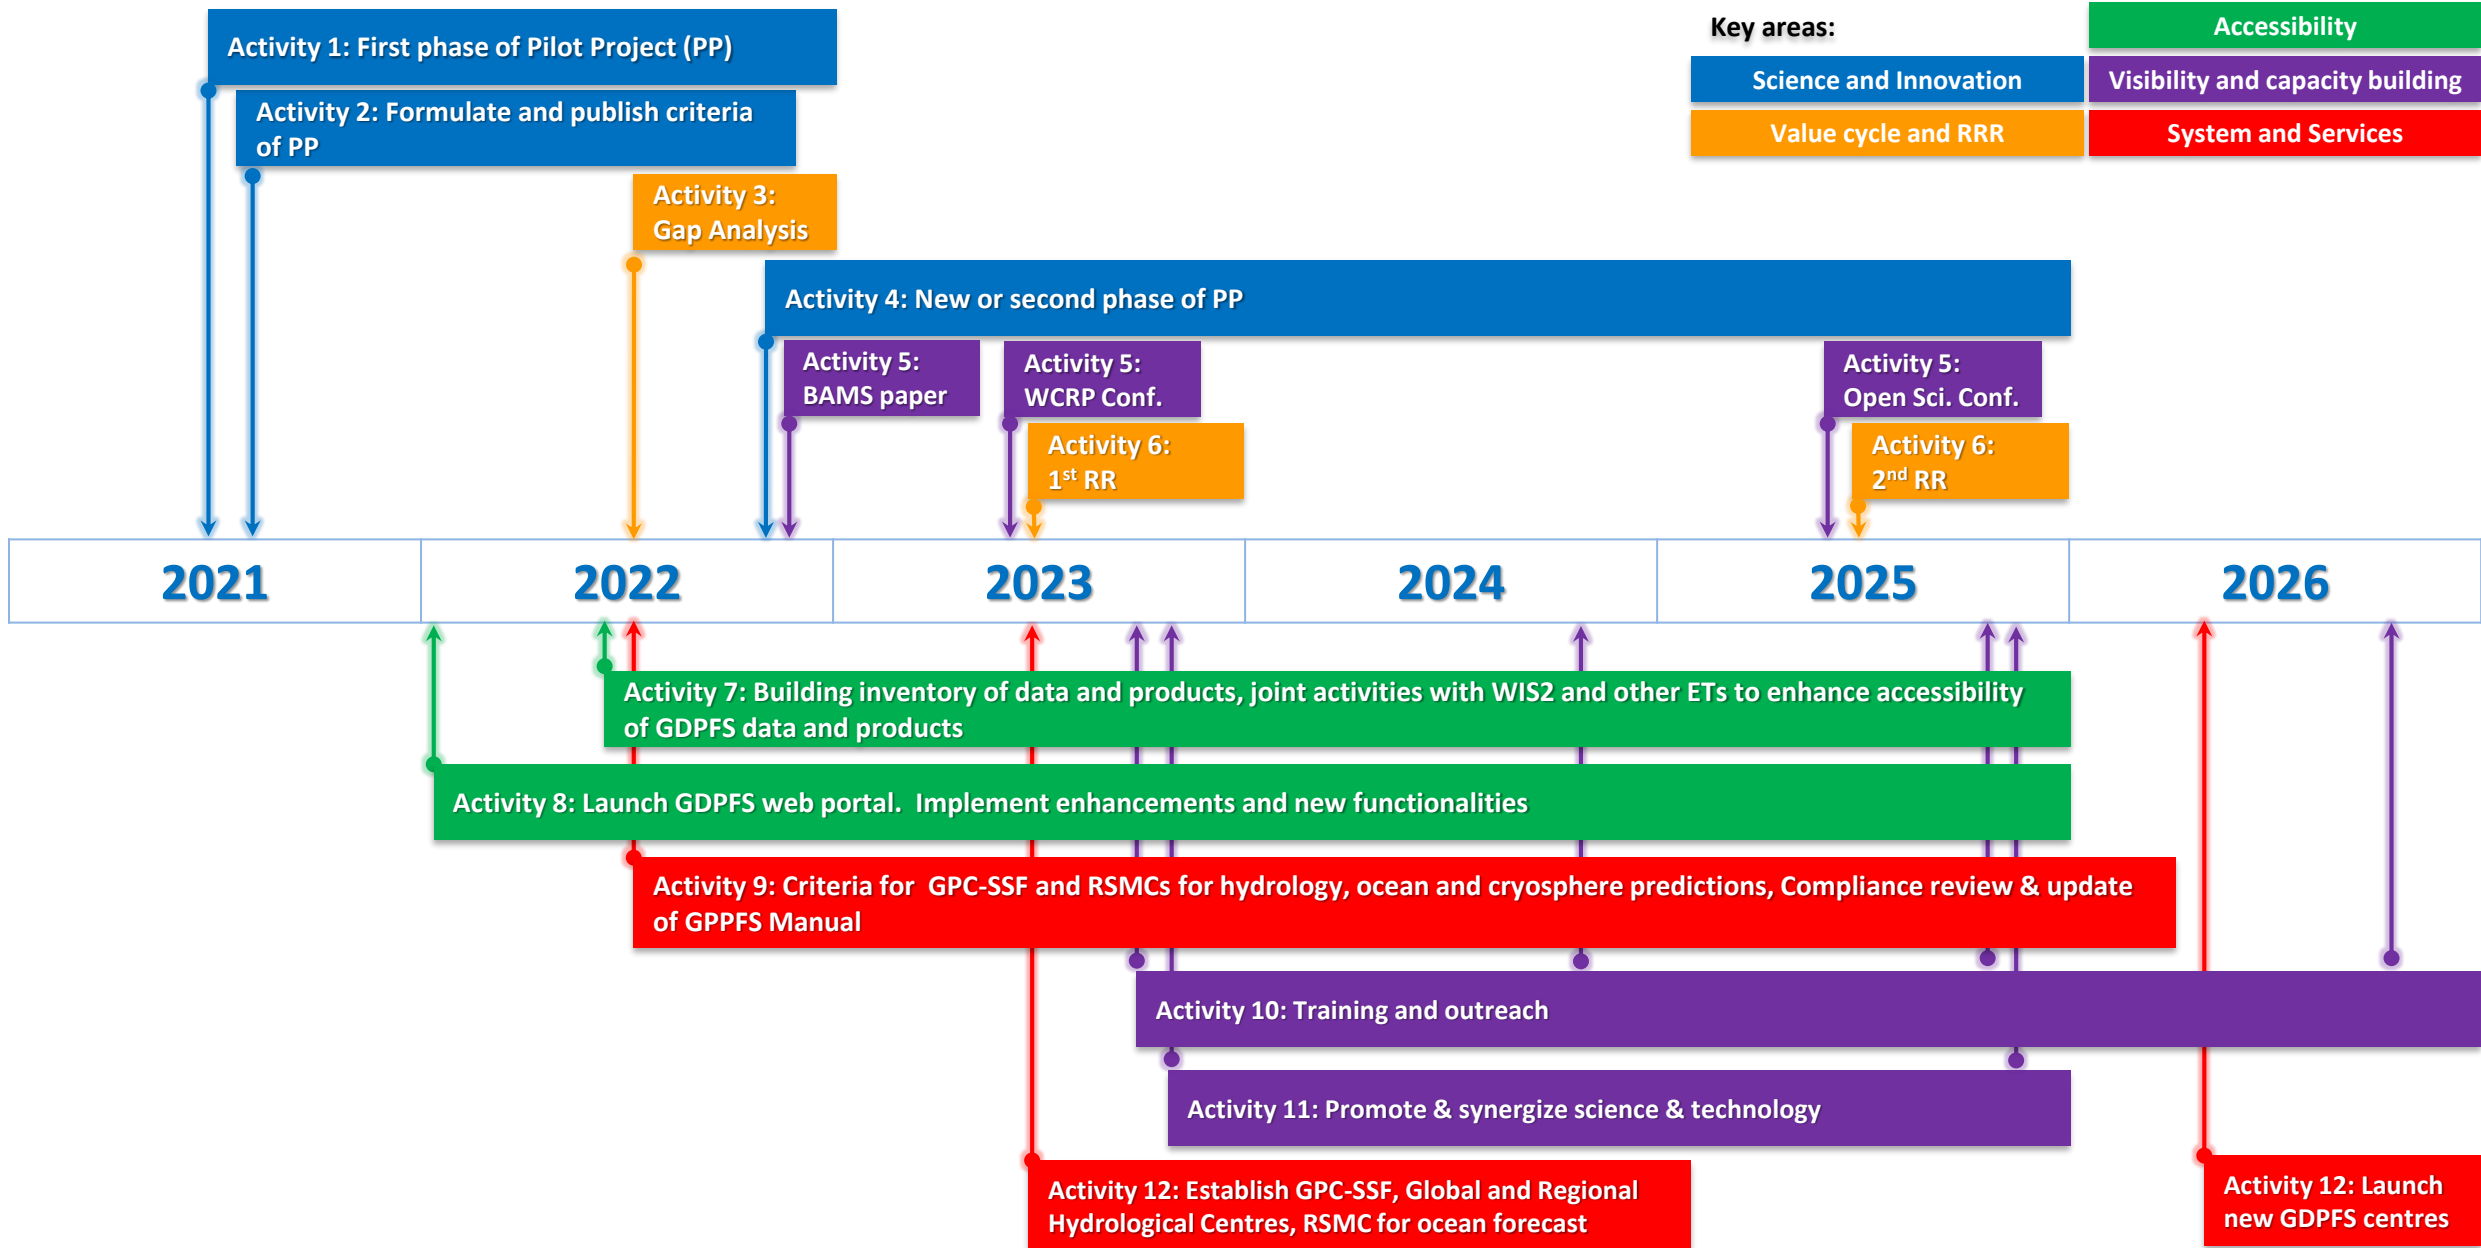 Activity 1: First phase of Pilot Project (PP)
Key areas:
Accessibility
Science and Innovation
Visibility and capacity building
Value cycle and RRR
System and Services
Activity 2: Formulate and publish criteria
of PP
Activity 3:
Gap Analysis
Activity 4: New or second phase of PP
Activity 5:
BAMS paper
Activity 5:
WCRP Conf.
Activity 5:
Open Sci. Conf.
Activity 6:
1st RR
Activity 6:
2nd RR
2021
2022
2023
2024
2025
2026
Activity 7: Building inventory of data and products, joint activities with WIS2 and other ETs to enhance accessibility
of GDPFS data and products
Activity 8: Launch GDPFS web portal.  Implement enhancements and new functionalities
Activity 9: Criteria for  GPC-SSF and RSMCs for hydrology, ocean and cryosphere predictions, Compliance review & update
of GPPFS Manual
Activity 10: Training and outreach
Activity 11: Promote & synergize science & technology
Activity 12: Establish GPC-SSF, Global and Regional
Hydrological Centres, RSMC for ocean forecast
Activity 12: Launch
new GDPFS centres